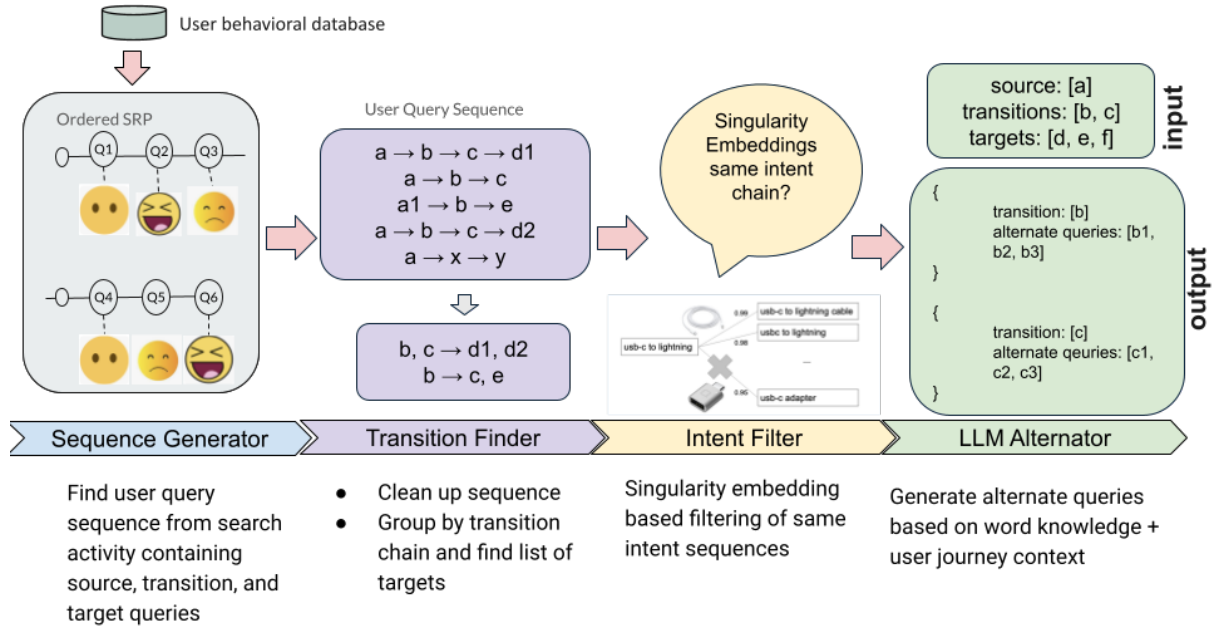 User behavioral database
Ordered SRP
Q1
Q2
Q3
Q4
Q5
Q6
User Query Sequence
a → b → c → d1
a → b → c
a1 → b → e
a → b → c → d2
a → x → y
b, c → d1, d2
b → c, e
Singularity
Embeddings
same intent
chain?
usb-c to lightning
0.99
usb-c to lightning cable
0.98
usbc to lightning
...
0.95
usb-c adapter
source: [a]
transitions: [b, c]
targets: [d, e, f]
input
{
transition: [b]
alternate queries: [b1,
b2, b3]
}
{
transition: [c]
alternate qeuries: [c1,
c2, c3]
}
output
Sequence Generator
Transition Finder
Intent Filter
LLM Alternator
Find user query
sequence from search
activity containing
source, transition, and
target queries
● Clean up sequence
● Group by transition
chain and find list of
targets
Singularity embedding
based filtering of same
intent sequences
Generate alternate queries
based on word knowledge +
user journey context